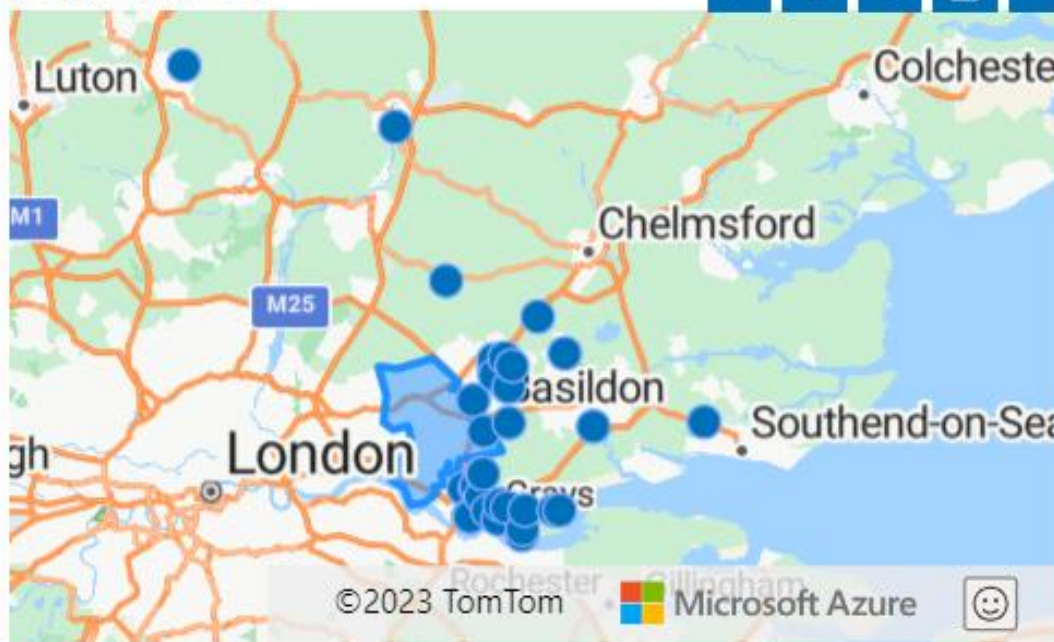 Luton
Colcheste
M1
Chelmsford
M25
Basildon
Southend-on-Sea
gh
London
Grays
Rochester
Gillingham
©2023 TomTom
Microsoft Azure